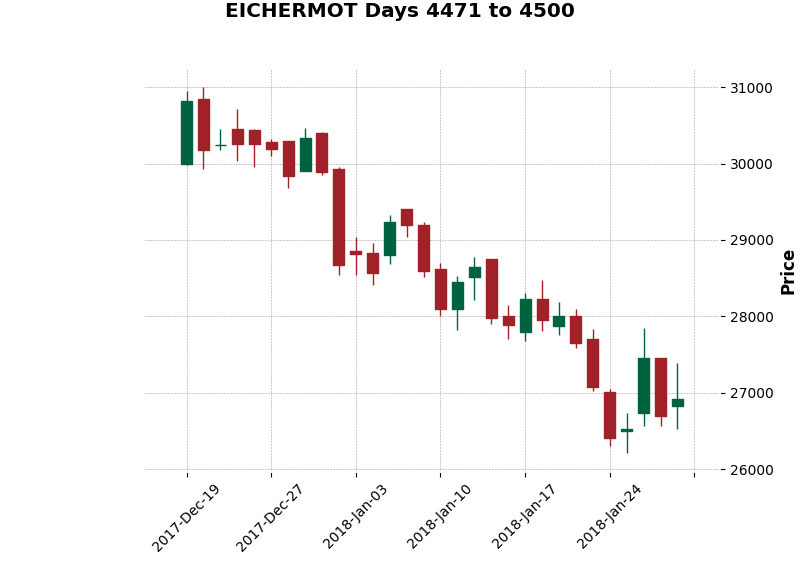 EICHERMOT Days 4471 to 4500
31000
30000
29000
28000
27000
26000
Price
2017-Dec-19
2017-Dec-27
2018-Jan-03
2018-Jan-10
2018-Jan-17
2018-Jan-24